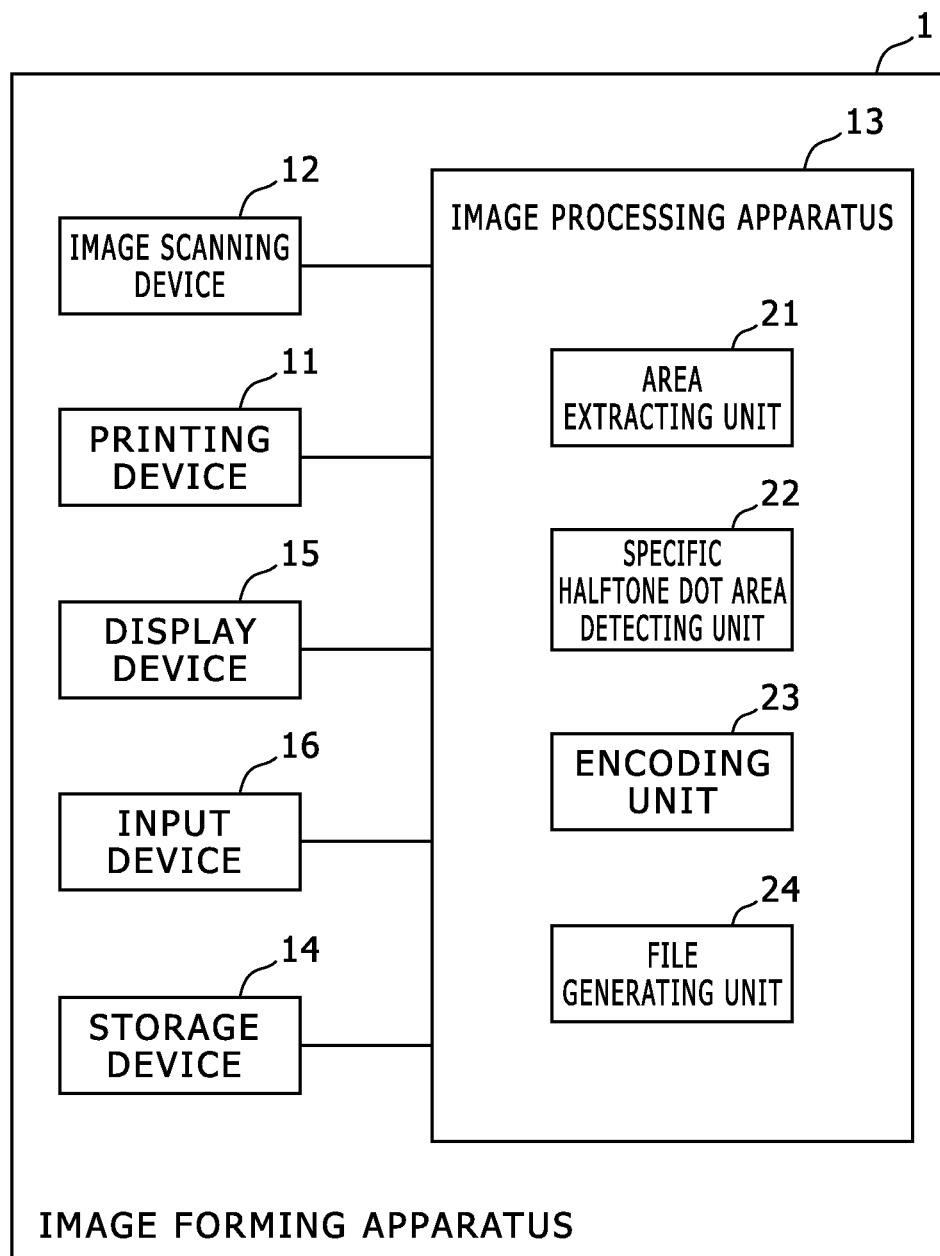 1
13
IMAGE PROCESSING APPARATUS
12
IMAGE SCANNING
DEVICE
11
PRINTING
DEVICE
15
DISPLAY
DEVICE
16
INPUT
DEVICE
14
STORAGE
DEVICE
21
AREA
EXTRACTING UNIT
22
SPECIFIC
HALFTONE DOT AREA
DETECTING UNIT
23
ENCODING
UNIT
24
FILE
GENERATING UNIT
IMAGE FORMING APPARATUS